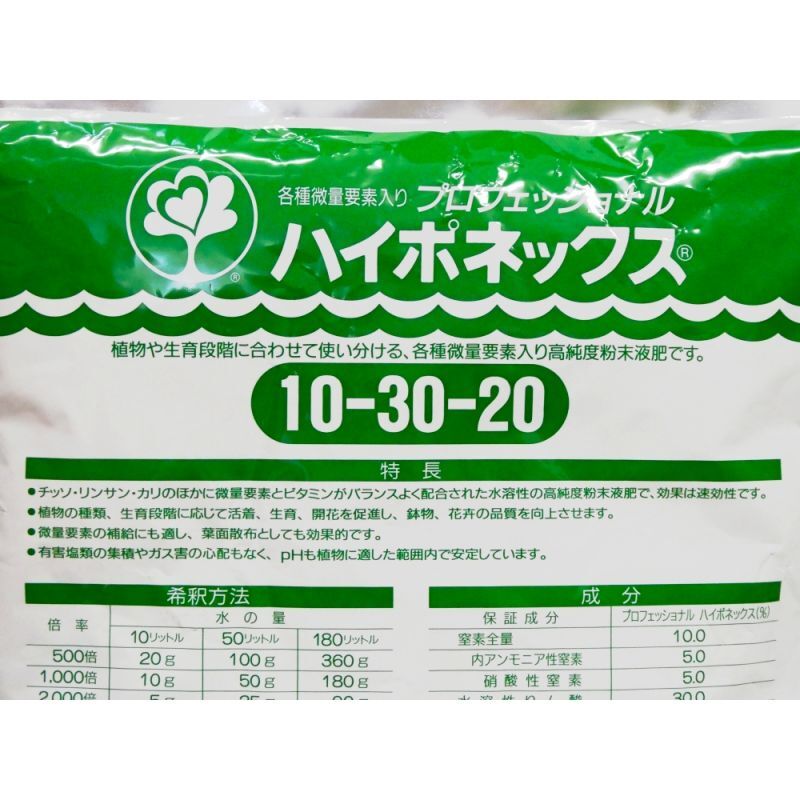 各種微量要素入り プロフェッショナル
ハイポネックス®
®
植物や生育段階に合わせて使い分ける、各種微量要素入り高純度粉末液肥です。
10-30-20
特長
●チッソ・リンサン・カリのほかに微量要素とビタミンがバランスよく配合された水溶性の高純度粉末液肥で、効果は速効性です。
●植物の種類、生育段階に応じて活着、生育、開花を促進し、鉢物、花卉の品質を向上させます。
●微量要素の補給にも適し、葉面散布としても効果的です。
●有害塩類の集積やガス害の心配もなく、pHも植物に適した範囲内で安定しています。
希釈方法
倍率 水の量
10リットル 50リットル 180リットル
500倍 20g 100g 360g
1.000倍 10g 50g 180g
2.000倍 5g 25g 90g
成分
保証成分 プロフェッショナル ハイポネックス(%)
窒素全量 10.0
内アンモニア性窒素 5.0
硝酸性窒素 5.0
水溶性りん酸 30.0